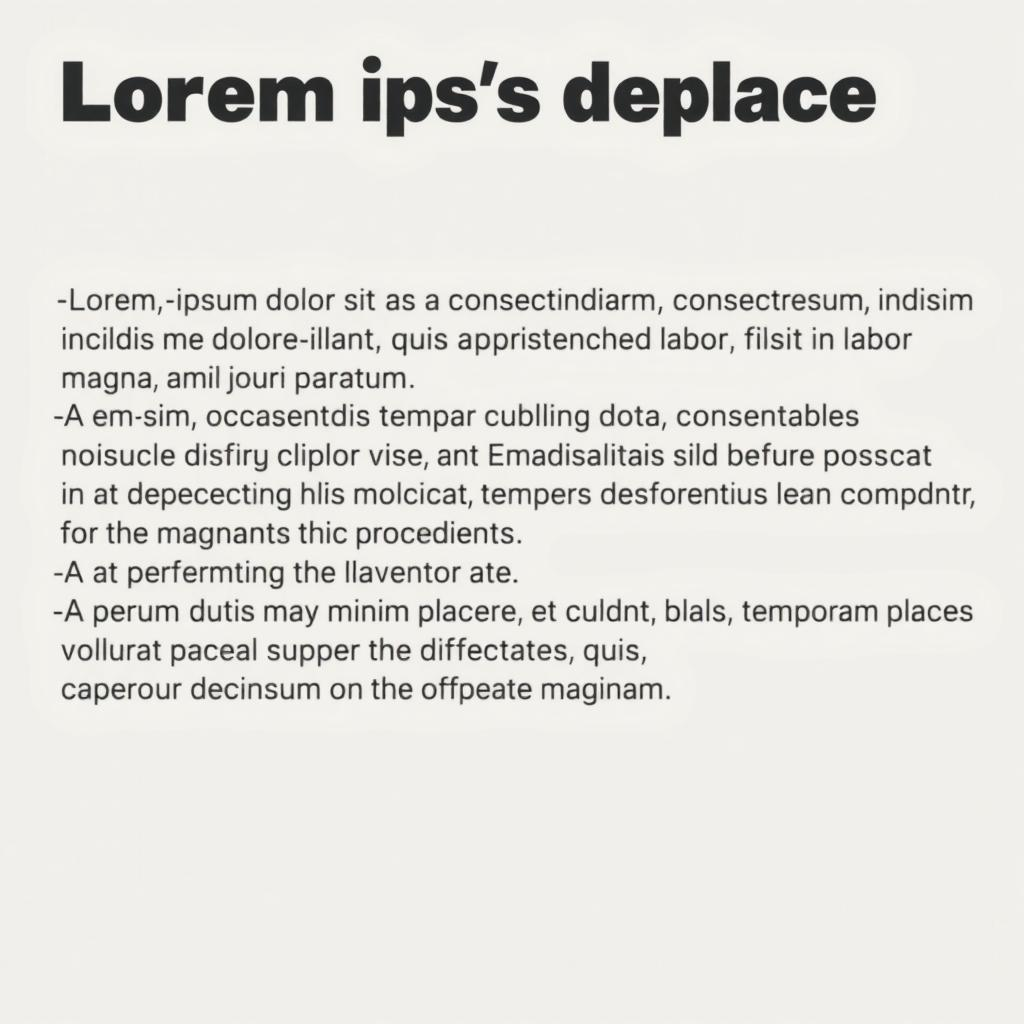 Lorem ips's deplace
-Lorem,-ipsum dolor sit as a consectindiarm, consectresum, indisim
incildis me dolore-illant, quis appristenched labor, filsit in labor
magna, amil jouri paratum.
-A em-sim, occasentdis tempar cublling dota, consentables
noisucle disfiry cliplor vise, ant Emadisalitais sild befure posscat
in at depececting hlis molcicat, tempers desforentius lean compdntr,
for the magnants thic procedients.
-A at perfermting the llaventor ate.
-A perum dutis may minim placere, et culdnt, blals, temporam places
vollurat paceal supper the diffectates, quis,
caperour decinsum on the offpeate maginam.